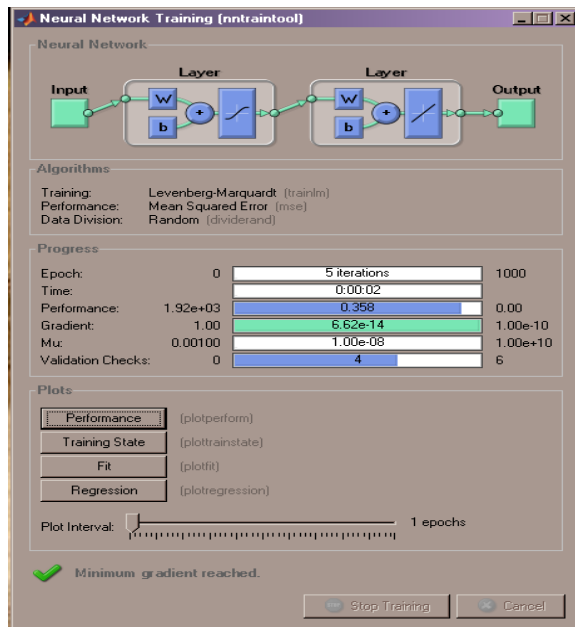 Neural Network Training (nntraintool)
Neural Network
Layer Layer
Input Output
W W
b b
+ +
Algorithms
Training: Levenberg-Marquardt (trainlm)
Performance: Mean Squared Error (mse)
Data Division: Random (dividerand)
Progress
Epoch: 0 5 iterations 1000
Time: 0:00:02
Performance: 1.92e+03 0.358 0.00
Gradient: 1.00 6.62e-14 1.00e-10
Mu: 0.00100 1.00e-08 1.00e+10
Validation Checks: 0 4 6
Plots
Performance (plotperform)
Training State (plottrainstate)
Fit (plotfit)
Regression (plotregression)
Plot Interval: 1 epochs
Minimum gradient reached.
Stop Training Cancel